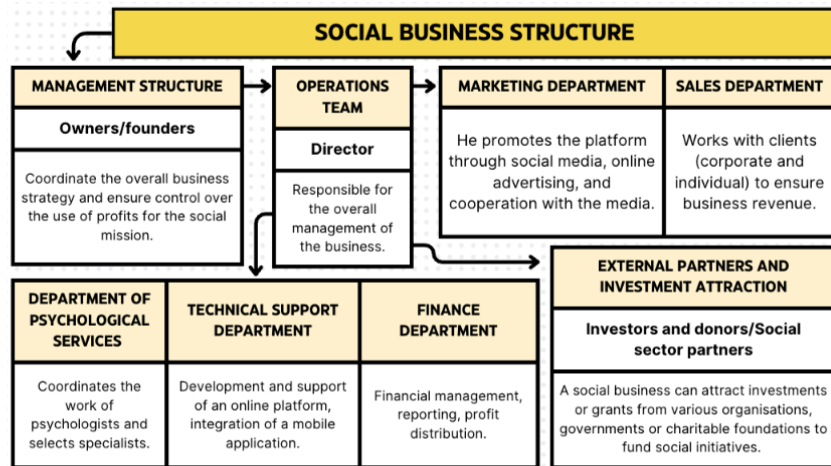 SOCIAL BUSINESS STRUCTURE
MANAGEMENT STRUCTURE
Owners/founders
Coordinate the overall business
strategy and ensure control over
the use of profits for the social
mission.
OPERATIONS
TEAM
Director
Responsible for
the overall
management of
the business.
MARKETING DEPARTMENT
He promotes the platform
through social media, online
advertising, and
cooperation with the media.
SALES DEPARTMENT
Works with clients
(corporate and
individual) to ensure
business revenue.
DEPARTMENT OF
PSYCHOLOGICAL
SERVICES
Coordinates the
work of
psychologists and
selects specialists.
TECHNICAL SUPPORT
DEPARTMENT
Development and support
of an online platform,
integration of a mobile
application.
FINANCE
DEPARTMENT
Financial management,
reporting, profit
distribution.
EXTERNAL PARTNERS AND
INVESTMENT ATTRACTION
Investors and donors/Social
sector partners
A social business can attract investments
or grants from various organisations,
governments or charitable foundations to
fund social initiatives.